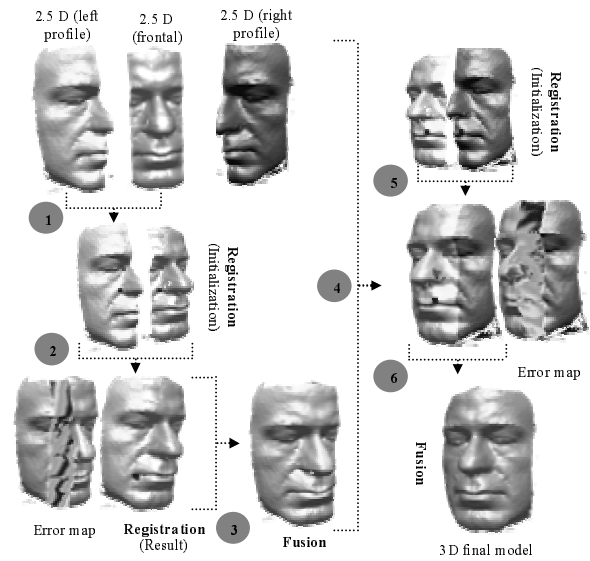 2.5 D (left
profile)
2.5 D
(frontal)
2.5 D (right
profile)
1
Registration
(Initialization)
2
Error map
Registration
(Result)
3
Fusion
4
5
Registration
(Initialization)
6
Error map
Fusion
3D final model